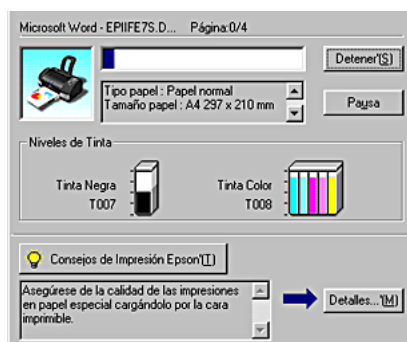 Microsoft Word - EPIIFE7S.D... Página:0/4
Detener'(S)
Tipo papel : Papel normal
Tamaño papel : A4 297 x 210 mm
Pausa
Niveles de Tinta
Tinta Negra
T007
Tinta Color
T008
Consejos de Impresión Epson'(T)
Asegúrese de la calidad de las impresiones
en papel especial cargándolo por la cara
imprimible.
Detalles...'(M)